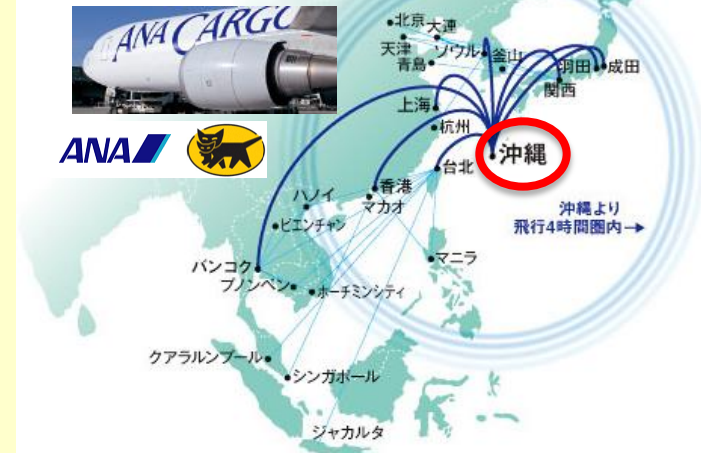 ANA CARGO
ANA
北京
大連
天津
ソウル
青島
釜山
羽田
成田
関西
上海
杭州
沖縄
台北
香港
マカオ
ハノイ
ビエンチャン
沖縄より
飛行4時間圏内→
マニラ
バンコク
プノンペン
ホーチミンシティ
クアラルンプール
シンガポール
ジャカルタ